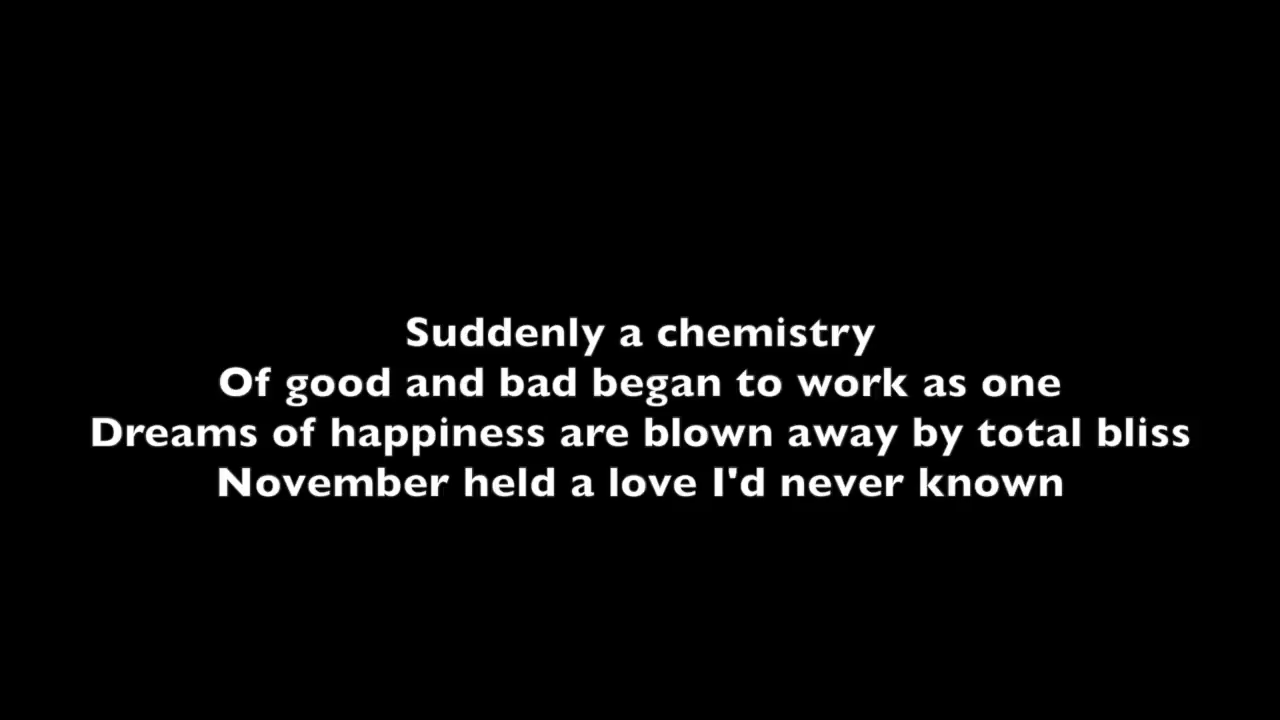 Suddenly a chemistry
Of good and bad began to work as one
Dreams of happiness are blown away by total bliss
November held a love I'd never known